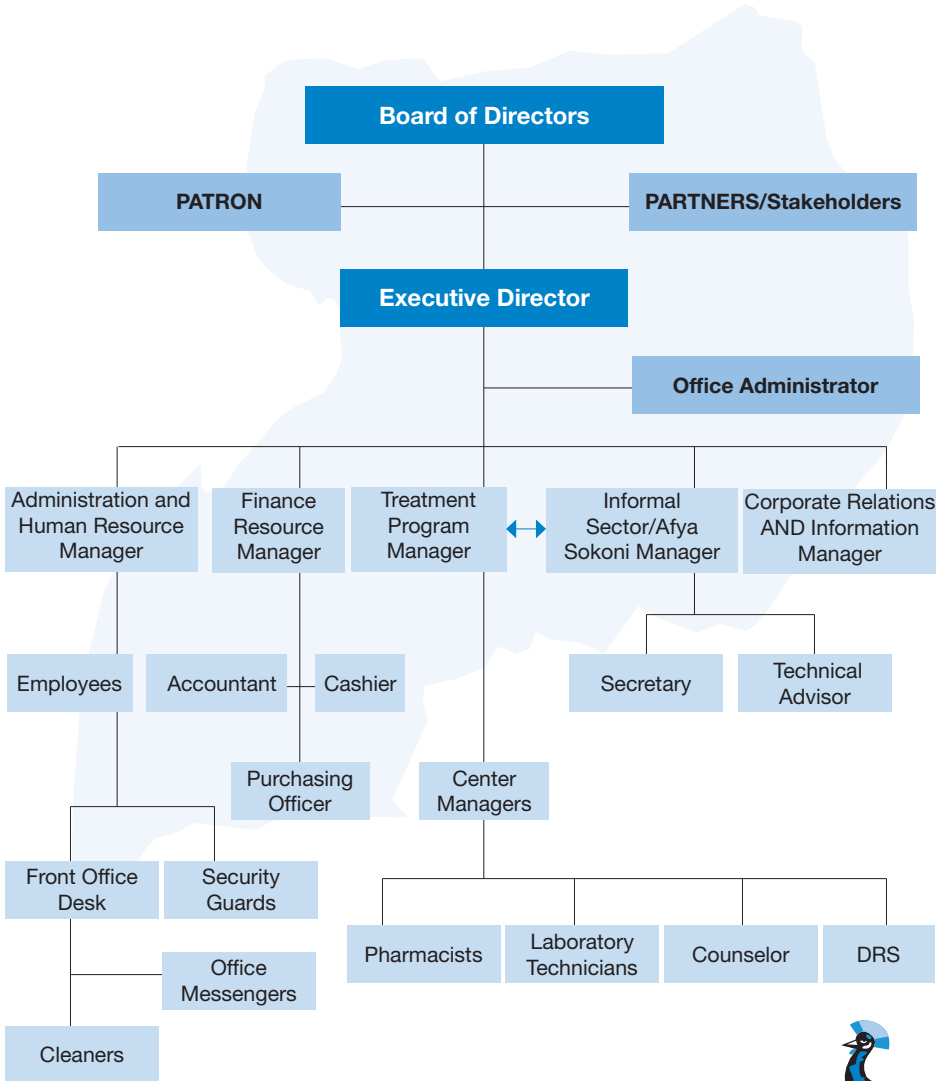 Board of Directors
PATRON
PARTNERS/Stakeholders
Executive Director
Office Administrator
Administration and
Human Resource
Manager
Finance
Resource
Manager
Treatment
Program
Manager
Informal
Sector/Afya
Sokoni Manager
Corporate Relations
AND Information
Manager
Employees
Accountant
Cashier
Secretary
Technical
Advisor
Purchasing
Officer
Center
Managers
Front Office
Desk
Security
Guards
Pharmacists
Laboratory
Technicians
Counselor
DRS
Office
Messengers
Cleaners